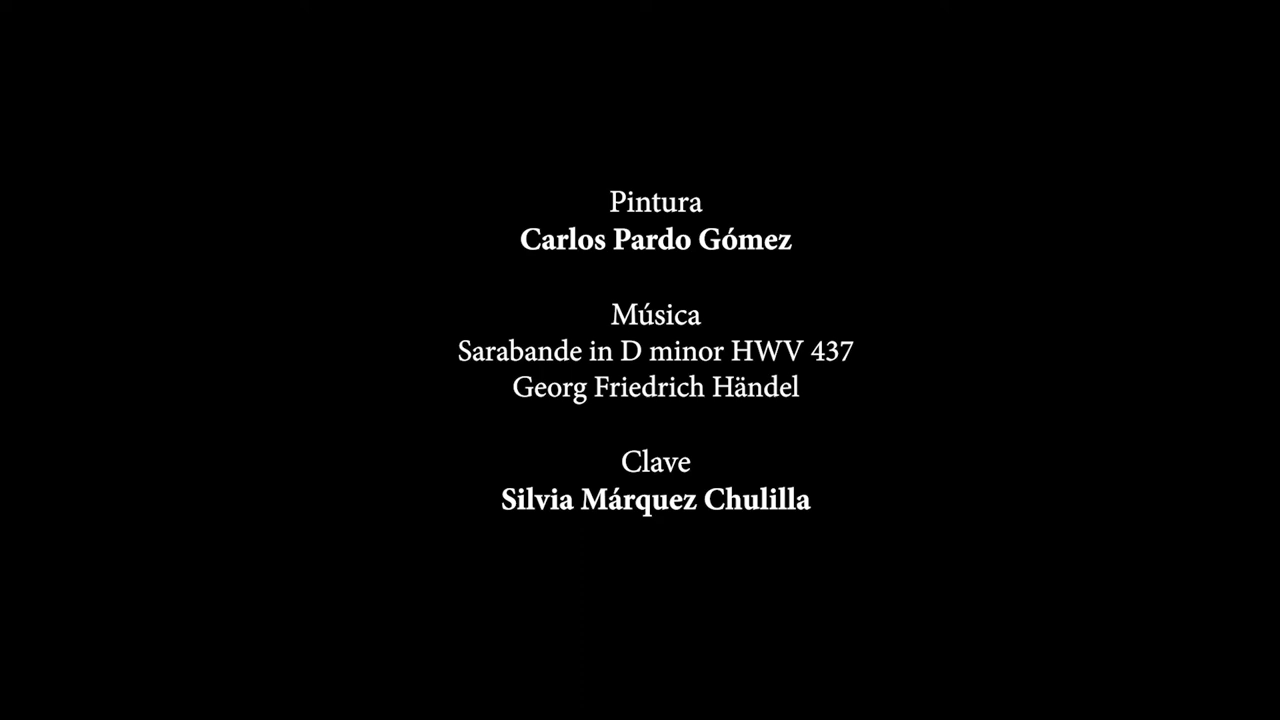 Pintura
Carlos Pardo Gómez
Música
Sarabande in D minor HWV 437
Georg Friedrich Händel
Clave
Silvia Márquez Chulilla